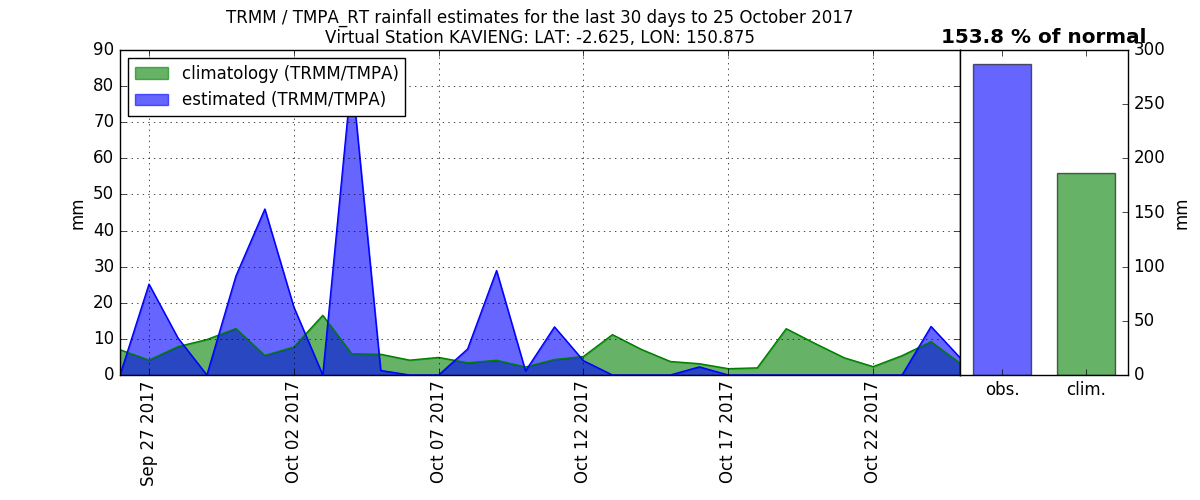 TRMM / TMPA_RT rainfall estimates for the last 30 days to 25 October 2017
Virtual Station KAVIENG: LAT: -2.625, LON: 150.875
153.8 % of normal
climatology (TRMM/TMPA)
estimated (TRMM/TMPA)
90
80
70
60
50
40
30
20
10
0
mm
Sep 27 2017
Oct 02 2017
Oct 07 2017
Oct 12 2017
Oct 17 2017
Oct 22 2017
300
250
200
150
100
50
0
mm
obs.
clim.